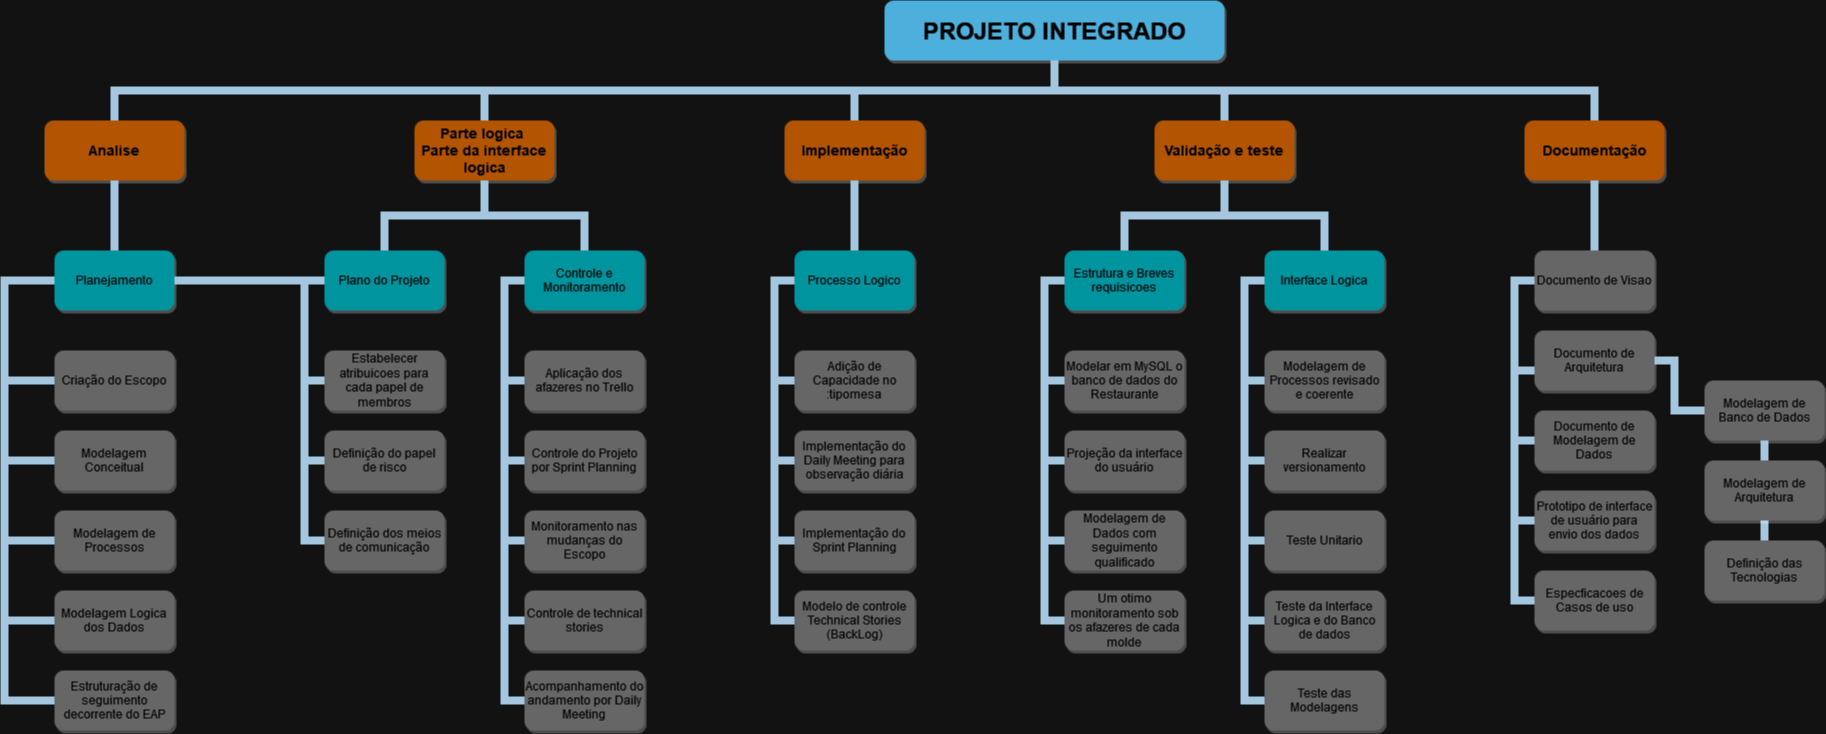 PROJETO INTEGRADO
Analise
Parte logica
Parte da interface
logica
Implementação
Validação e teste
Documentação
Planejamento
Criação do Escopo
Modelagem
Conceitual
Modelagem de
Processos
Modelagem Logica
dos Dados
Estruturação de
seguimento
decorrente do EAP
Plano do Projeto
Estabelecer
atribuicoes para
cada papel de
membros
Definição do papel
de risco
Definição dos meios
de comunicação
Controle e
Monitoramento
Aplicação dos
afazeres no Trello
Controle do Projeto
por Sprint Planning
Monitoramento nas
mudanças do
Escopo
Controle de technical
stories
Acompanhamento do
andamento por Daily
Meeting
Processo Logico
Adição de
Capacidade no
:tipomesa
Implementação do
Daily Meeting para
observação diária
Implementação do
Sprint Planning
Modelo de controle
Technical Stories
(BackLog)
Estrutura e Breves
requisicoes
Modelar em MySQL o
banco de dados do
Restaurante
Projeção da interface
do usuário
Modelagem de
Dados com
seguimento
qualificado
Um otimo
monitoramento sob
os afazeres de cada
molde
Interface Logica
Modelagem de
Processos revisado
e coerente
Realizar
versionamento
Teste Unitario
Teste da Interface
Logica e do Banco
de dados
Teste das
Modelagens
Documento de Visao
Documento de
Arquitetura
Documento de
Modelagem de
Dados
Prototipo de interface
de usuário para
envio dos dados
Especficacoes de
Casos de uso
Modelagem de
Banco de Dados
Modelagem de
Arquitetura
Definição das
Tecnologias